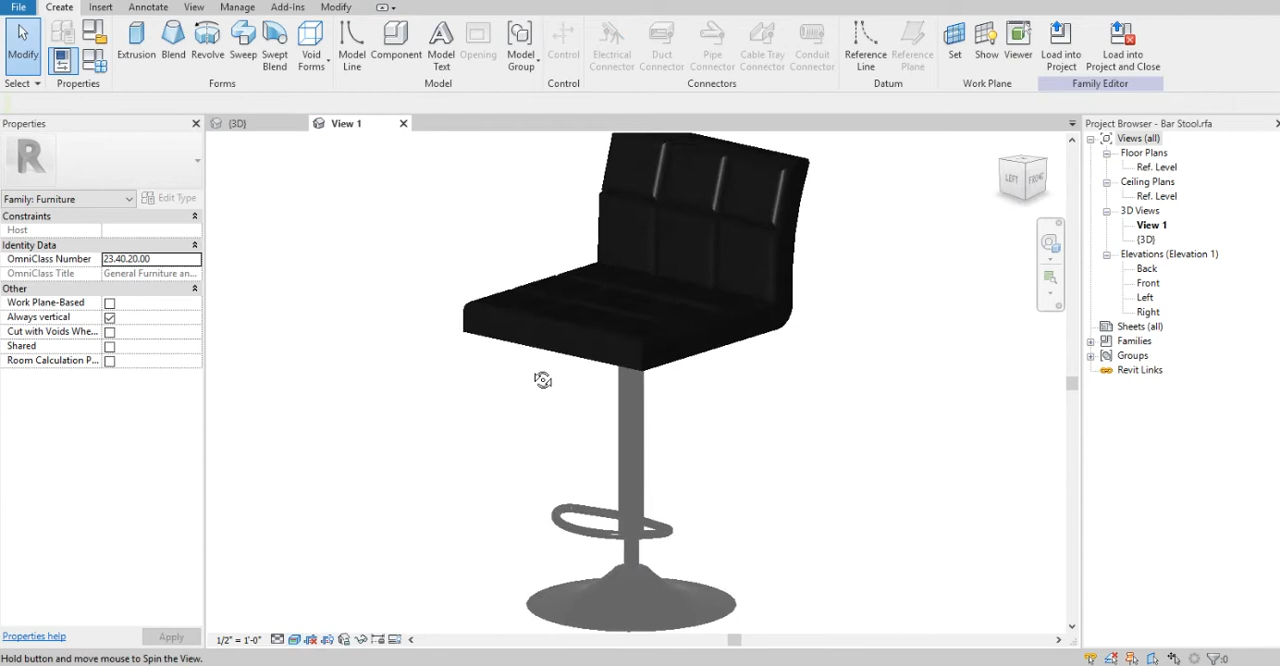 File Create Insert Annotate View Manage Add-Ins Modify
Modify
Select
Properties
Extrusion Blend Revolve Sweep Swept Blend Void Forms
Forms
Model Line Component Model Text Opening Model Group
Model
Control
Control
Electrical Connector Duct Connector Pipe Connector Cable Tray Connector Conduit Connector
Connectors
Reference Line Reference Plane
Datum
Set Show Viewer
Work Plane
Load into Project Load into Project and Close
Family Editor
Properties
R
Family: Furniture
Edit Type
Constraints
Host
Identity Data
OmniClass Number 23.40.20.00
OmniClass Title General Furniture an...
Other
Work Plane-Based
Always vertical
Cut with Voids Whe...
Shared
Room Calculation P...
Properties help
Apply
{3D}
View 1
LEFT FRONT
1/2" = 1'-0"
Project Browser - Bar Stool.rfa
Views (all)
Floor Plans
Ref. Level
Ceiling Plans
Ref. Level
3D Views
View 1
{3D}
Elevations (Elevation 1)
Back
Front
Left
Right
Sheets (all)
Families
Groups
Revit Links
Hold button and move mouse to Spin the View.
:0